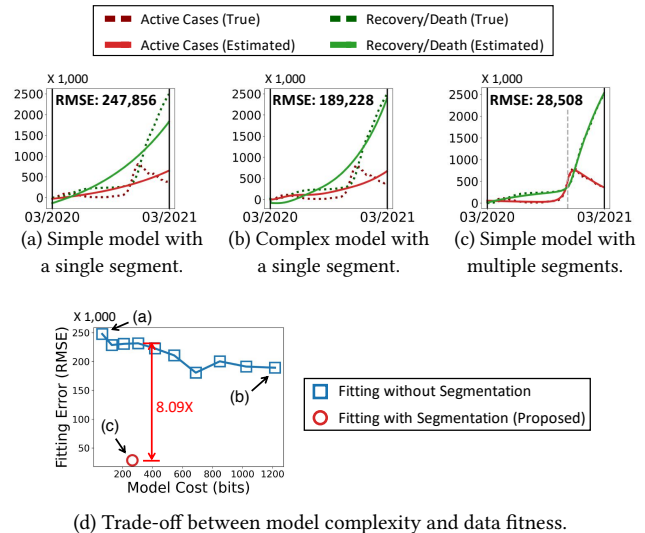 Active Cases (True)
Recovery/Death (True)
Active Cases (Estimated)
Recovery/Death (Estimated)
X 1,000
RMSE: 247,856
2500
2000
1500
1000
500
0
03/2020
03/2021
(a) Simple model with
a single segment.
X 1,000
RMSE: 189,228
2500
2000
1500
1000
500
0
03/2020
03/2021
(b) Complex model with
a single segment.
X 1,000
RMSE: 28,508
2500
2000
1500
1000
500
0
03/2020
03/2021
(c) Simple model with
multiple segments.
X 1,000
Fitting Error (RMSE)
250
200
150
100
50
(a)
(b)
(c)
8.09X
200 400 600 800 1000 1200
Model Cost (bits)
Fitting without Segmentation
Fitting with Segmentation (Proposed)
(d) Trade-off between model complexity and data fitness.